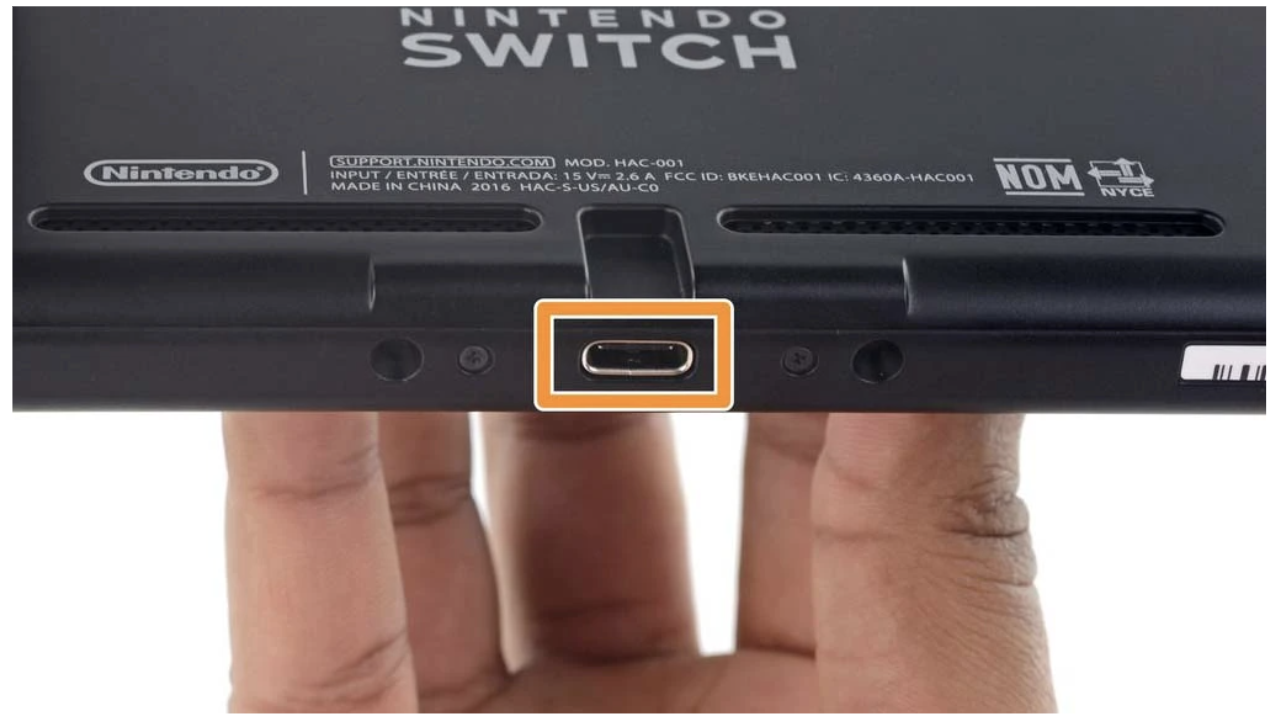 NINTENDO
SWITCH
Nintendo
SUPPORT.NINTENDO.COM MOD. HAC-001
INPUT / ENTRÉE / ENTRADA: 15 V⎓ 2.6 A FCC ID: BKEHAC001 IC: 4360A-HAC001
MADE IN CHINA 2016 HAC-S-US/AU-C0
NOM
NYCE